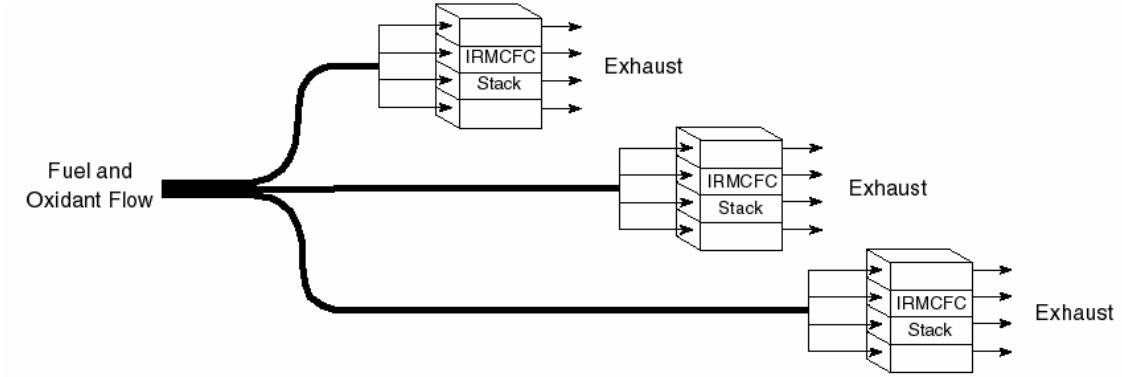 IRMCFC
Stack
Exhaust
Fuel and
Oxidant Flow
IRMCFC
Stack
Exhaust
IRMCFC
Stack
Exhaust